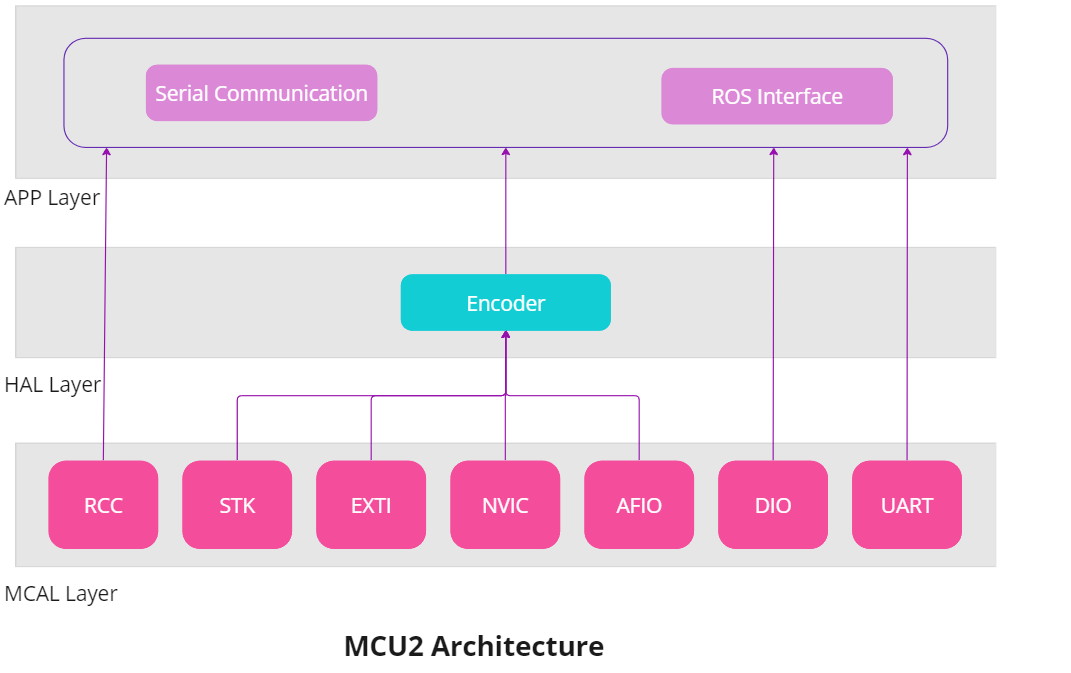 Serial Communication
ROS Interface
APP Layer
Encoder
HAL Layer
RCC
STK
EXTI
NVIC
AFIO
DIO
UART
MCAL Layer
MCU2 Architecture